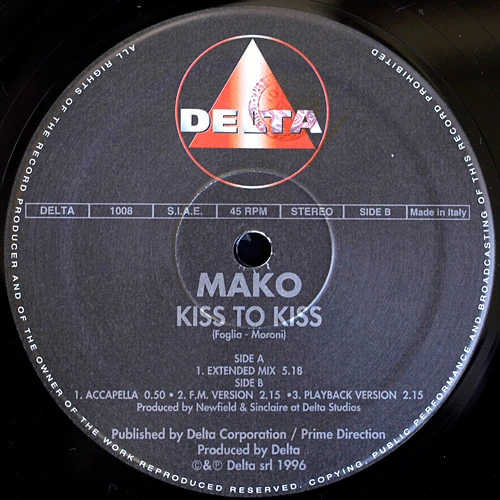 ALL RIGHTS OF THE RECORD PRODUCER AND OF THE OWNER OF THE WORK REPRODUCED RESERVED. COPYING, PUBLIC PERFORMANCE AND BROADCASTING OF THIS RECORD PROHIBITED
DELTA
DELTA 1008 S.I.A.E. 45 RPM STEREO SIDE B Made in Italy
MAKO
KISS TO KISS
(Foglia - Moroni)
SIDE A
1. EXTENDED MIX 5.18
SIDE B
1. ACCAPELLA 0.50 • 2. F.M. VERSION 2.15 •3. PLAYBACK VERSION 2.15
Produced by Newfield & Sinclaire at Delta Studios
Published by Delta Corporation / Prime Direction
Produced by Delta
©&℗ Delta srl 1996